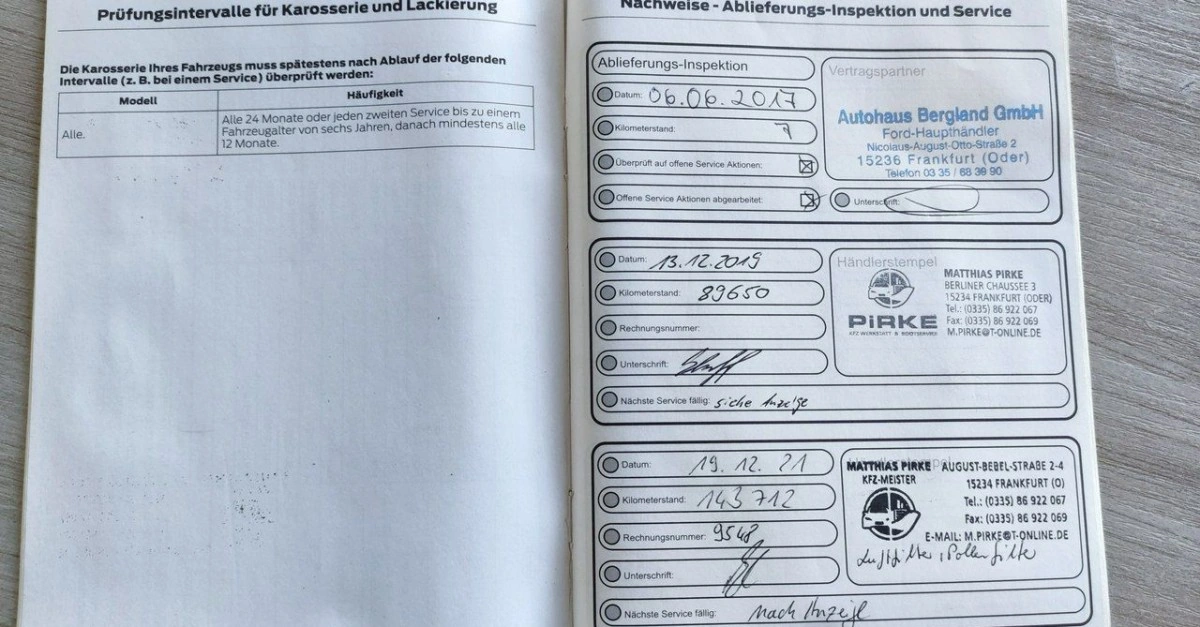 Prüfungsintervalle für Karosserie und Lackierung
Die Karosserie Ihres Fahrzeugs muss spätestens nach Ablauf der folgenden
Intervalle (z. B. bei einem Service) überprüft werden:
Modell
Häufigkeit
Alle.
Alle 24 Monate oder jeden zweiten Service bis zu einem
Fahrzeugalter von sechs Jahren, danach mindestens alle
12 Monate.
Nachweise - Ablieferungs-Inspektion und Service
Ablieferungs-Inspektion
Datum: 06.06.2017
Kilometerstand: 7
Überprüft auf offene Service Aktionen:
Offene Service Aktionen abgearbeitet:
Vertragspartner
Autohaus Bergland GmbH
Ford-Haupthändler
Nicolaus-August-Otto-Straße 2
15236 Frankfurt (Oder)
Telefon 03 35 / 68 39 90
Unterschrift:
Datum: 13.12.2019
Kilometerstand: 89650
Rechnungsnummer:
Unterschrift:
Nächste Service fällig: siehe Anzeige
Händlerstempel
PiRKE
KFZ WERKSTATT & BOOTSERVICE
MATTHIAS PIRKE
BERLINER CHAUSSEE 3
15234 FRANKFURT (ODER)
Tel.: (0335) 86 922 067
Fax: (0335) 86 922 069
M.PIRKE@T-ONLINE.DE
Datum: 19.12.21
Kilometerstand: 143712
Rechnungsnummer: 9548
Unterschrift:
Nächste Service fällig: nach Anzeige
Händlerstempel
MATTHIAS PIRKE AUGUST-BEBEL-STRAßE 2-4
KFZ-MEISTER 15234 FRANKFURT (O)
Tel.: (0335) 86 922 067
Fax: (0335) 86 922 069
E-MAIL: M.PIRKE@T-ONLINE.DE
Luftfilter, Pollenfilter